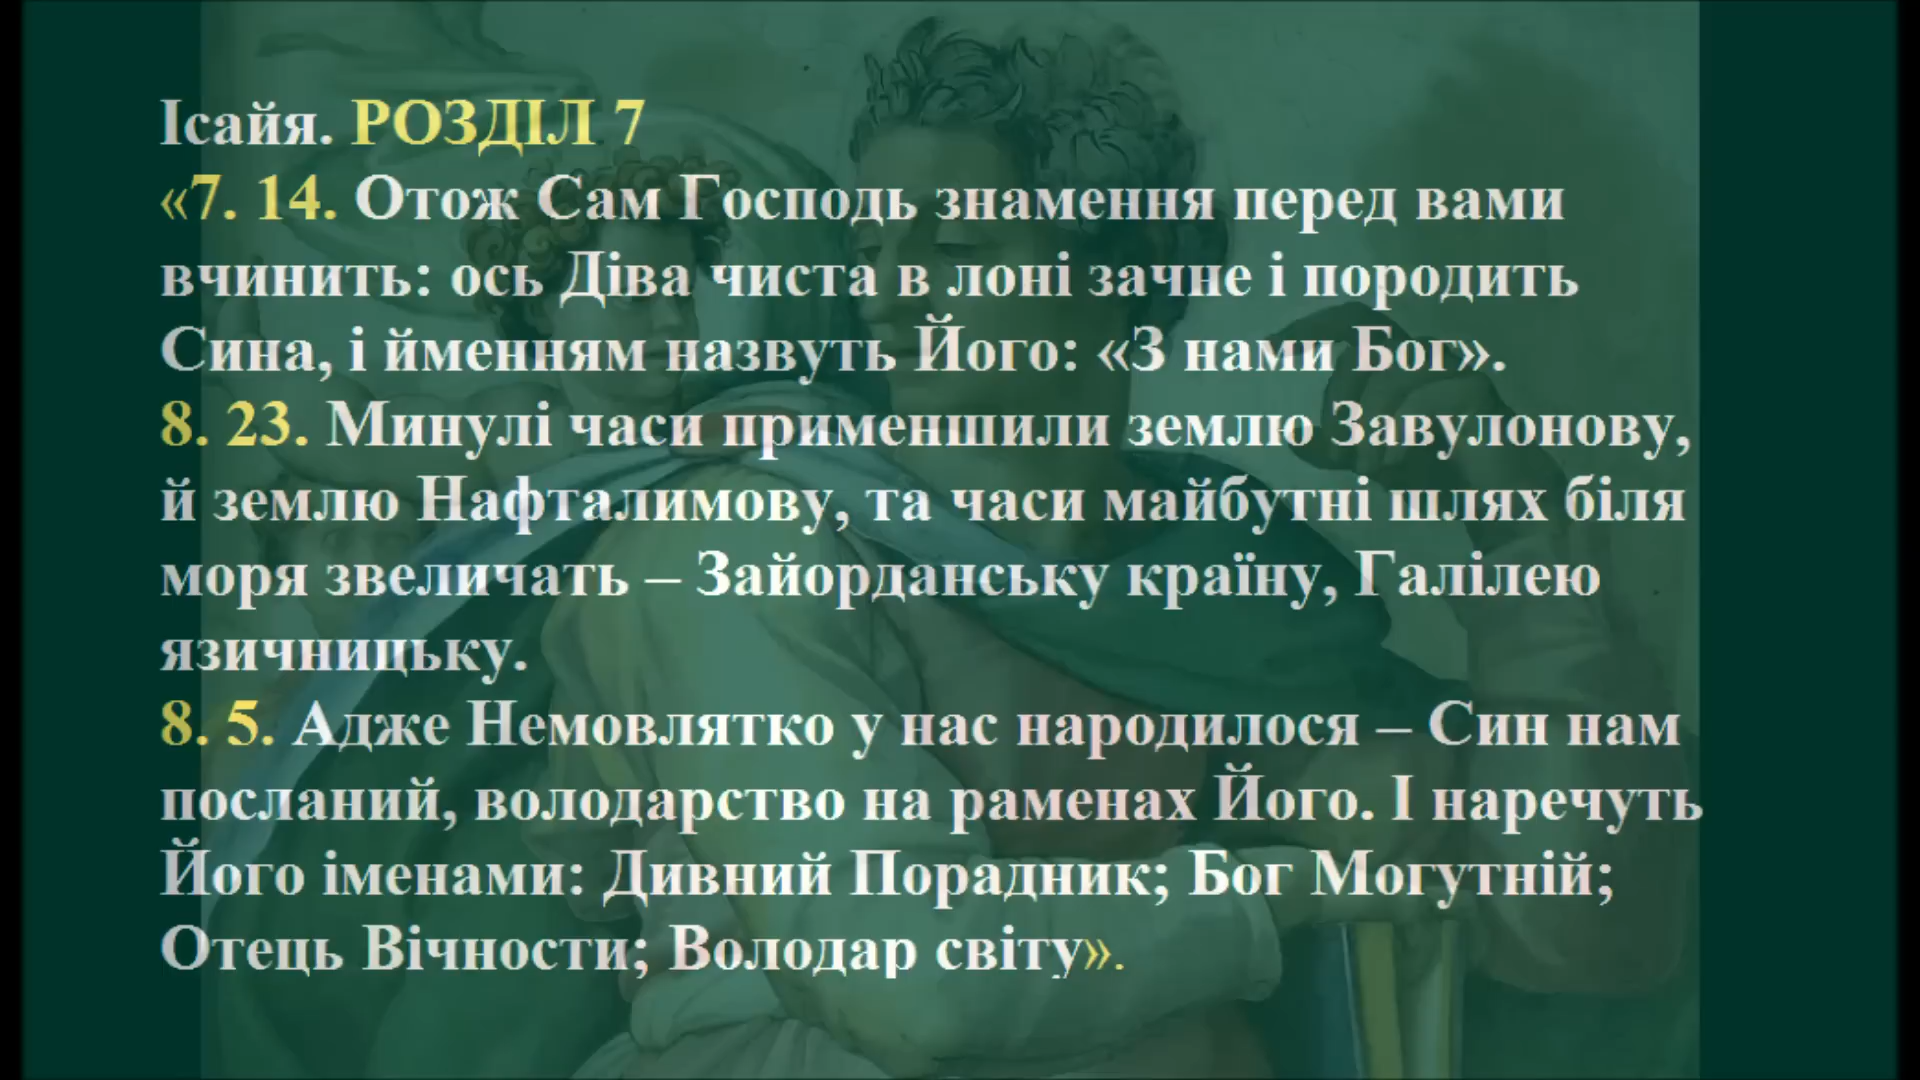 Ісайя. РОЗДІЛ 7
«7. 14. Отож Сам Господь знамення перед вами
вчинить: ось Діва чиста в лоні зачне і породить
Сина, і йменням назвуть Його: «З нами Бог».
8. 23. Минулі часи применшили землю Завулонову,
й землю Нафталимову, та часи майбутні шлях біля
моря звеличать – Зайорданську країну, Галілею
язичницьку.
8. 5. Адже Немовлятко у нас народилося – Син нам
посланий, володарство на раменах Його. І наречуть
Його іменами: Дивний Порадник; Бог Могутній;
Отець Вічности; Володар світу».